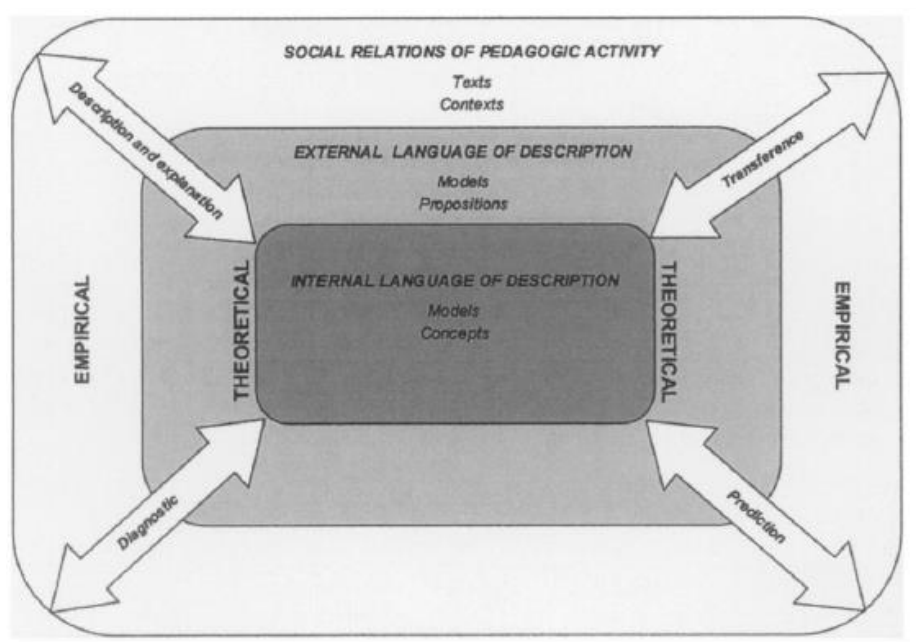 SOCIAL RELATIONS OF PEDAGOGIC ACTIVITY
Texts
Contexts
Description and explanation
Transference
EXTERNAL LANGUAGE OF DESCRIPTION
Models
Propositions
EMPIRICAL
THEORETICAL
INTERNAL LANGUAGE OF DESCRIPTION
Models
Concepts
THEORETICAL
EMPIRICAL
Diagnostic
Prediction